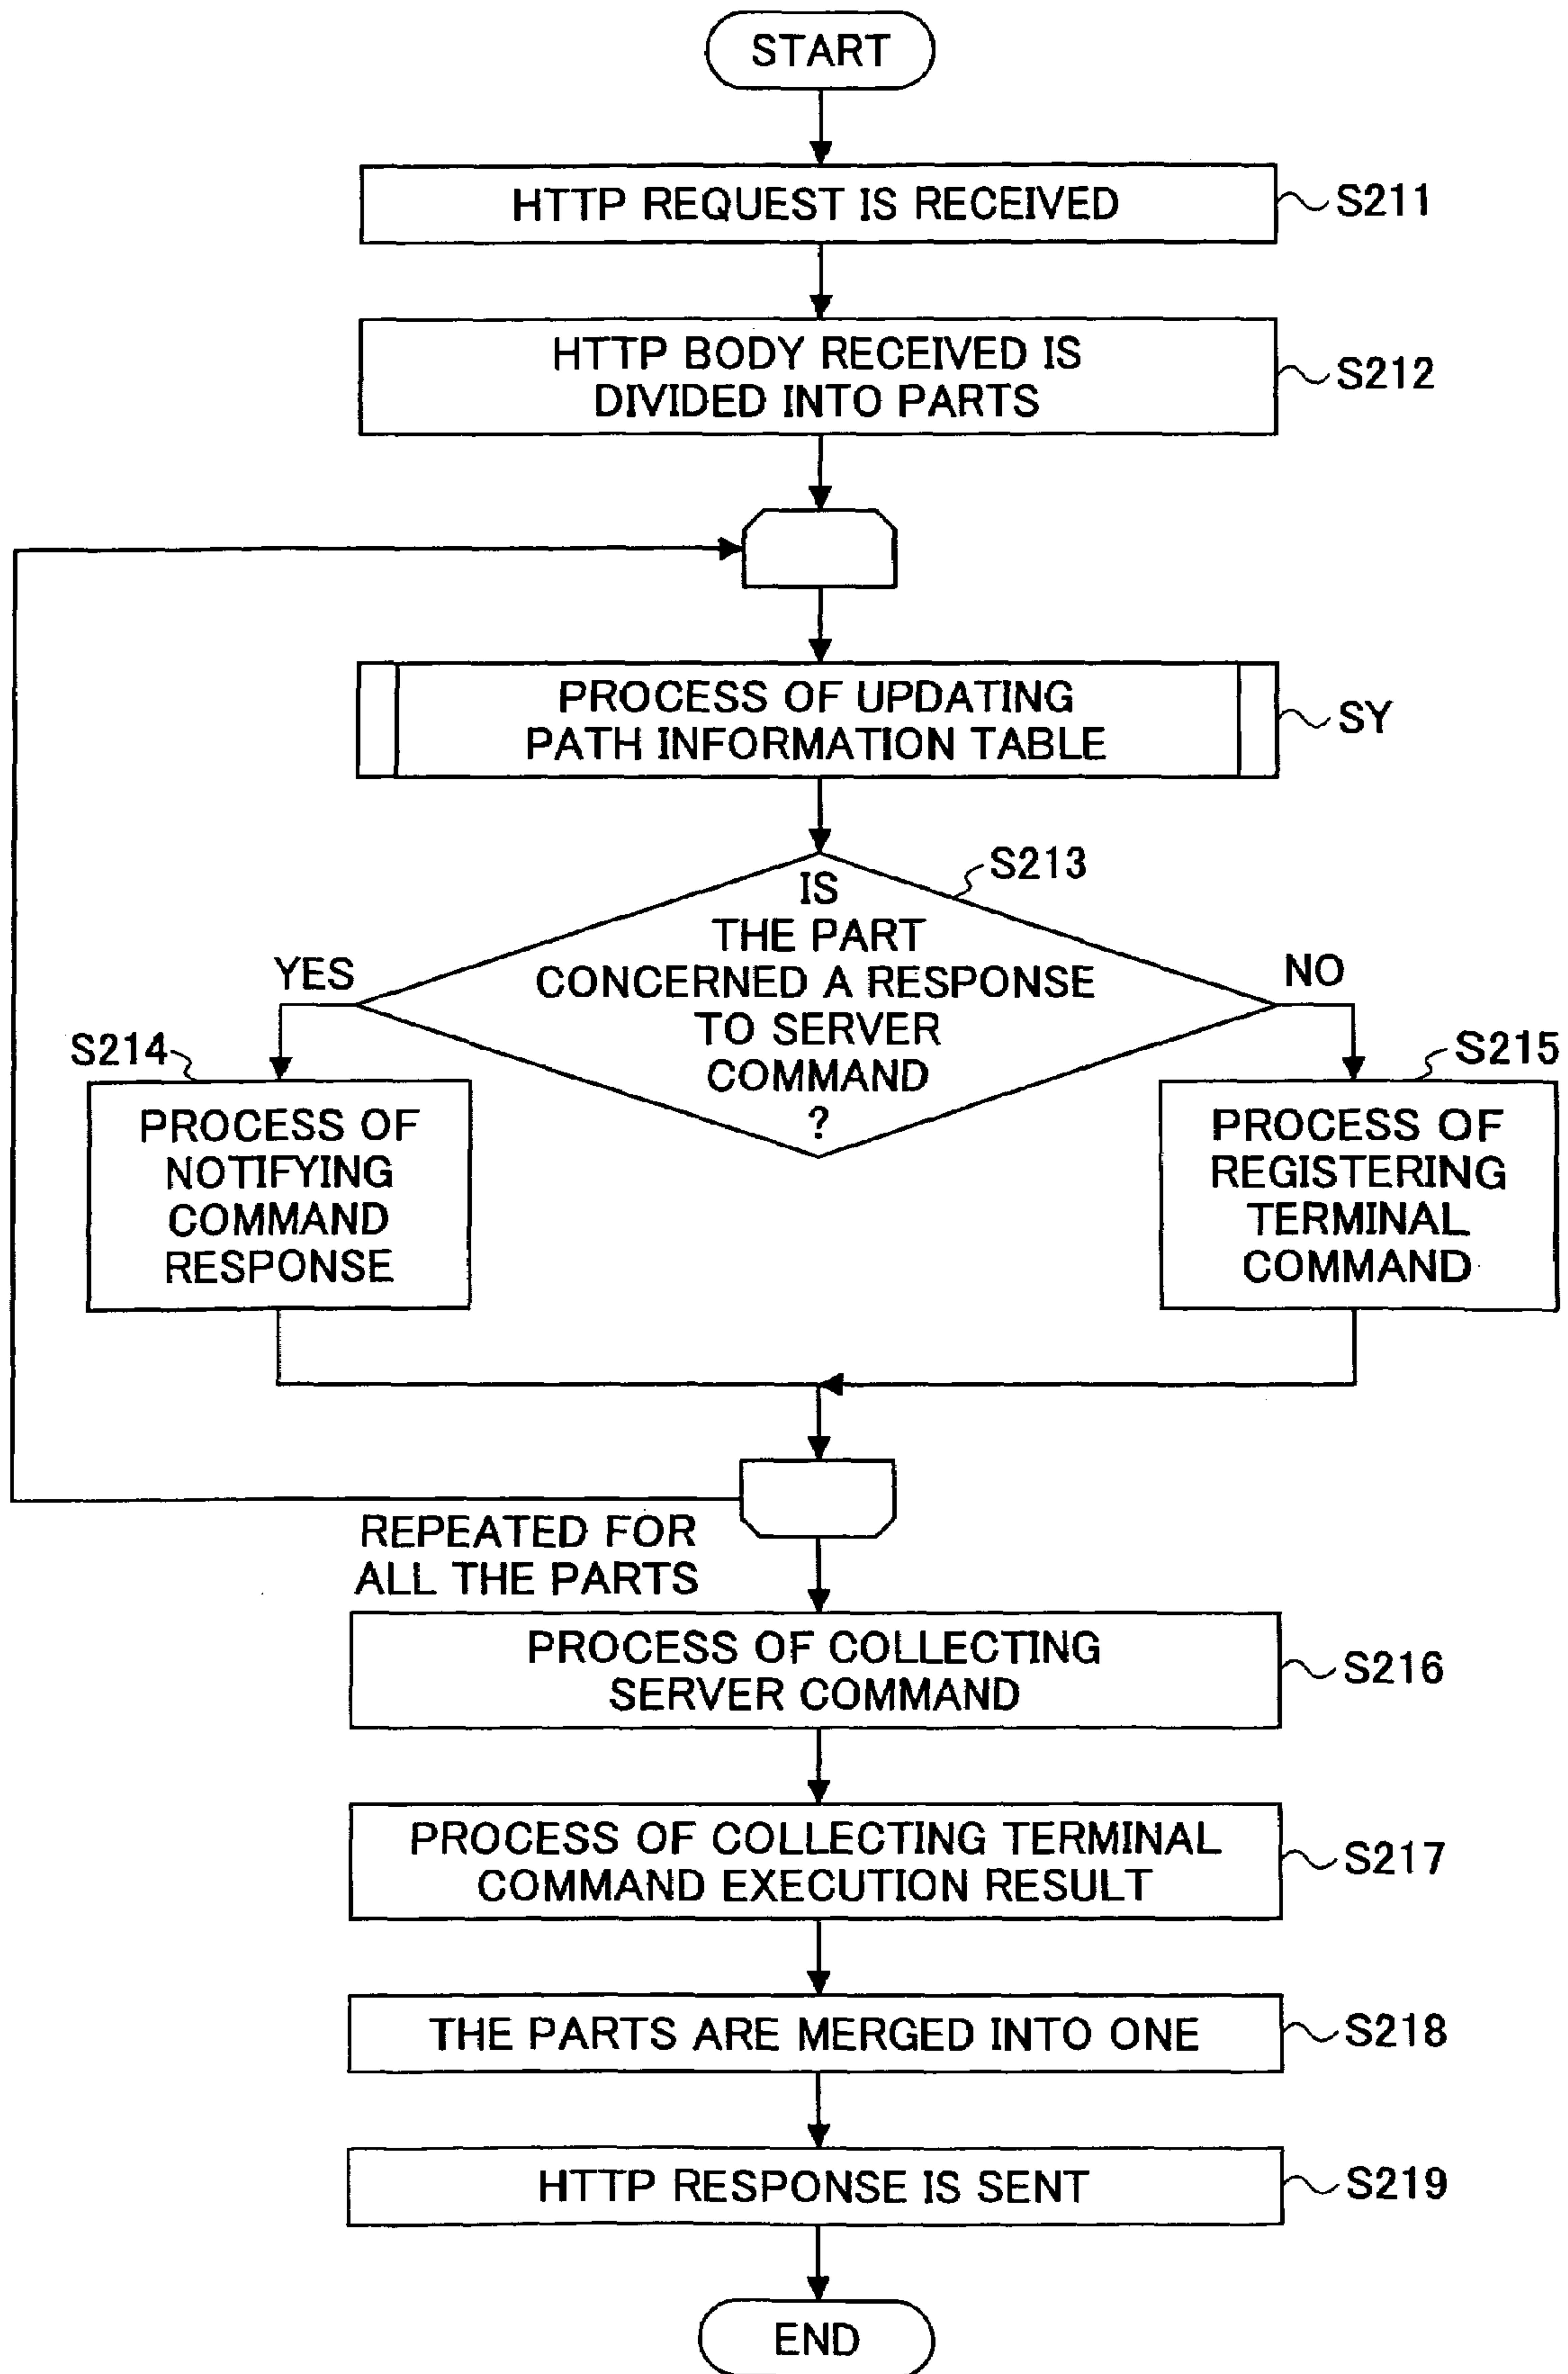 START
HTTP REQUEST IS RECEIVED
S211
HTTP BODY RECEIVED IS
DIVIDED INTO PARTS
S212
PROCESS OF UPDATING
PATH INFORMATION TABLE
SY
S213
IS
THE PART
CONCERNED A RESPONSE
TO SERVER
COMMAND
?
YES
NO
S214
PROCESS OF
NOTIFYING
COMMAND
RESPONSE
S215
PROCESS OF
REGISTERING
TERMINAL
COMMAND
REPEATED FOR
ALL THE PARTS
PROCESS OF COLLECTING
SERVER COMMAND
S216
PROCESS OF COLLECTING TERMINAL
COMMAND EXECUTION RESULT
S217
THE PARTS ARE MERGED INTO ONE
S218
HTTP RESPONSE IS SENT
S219
END